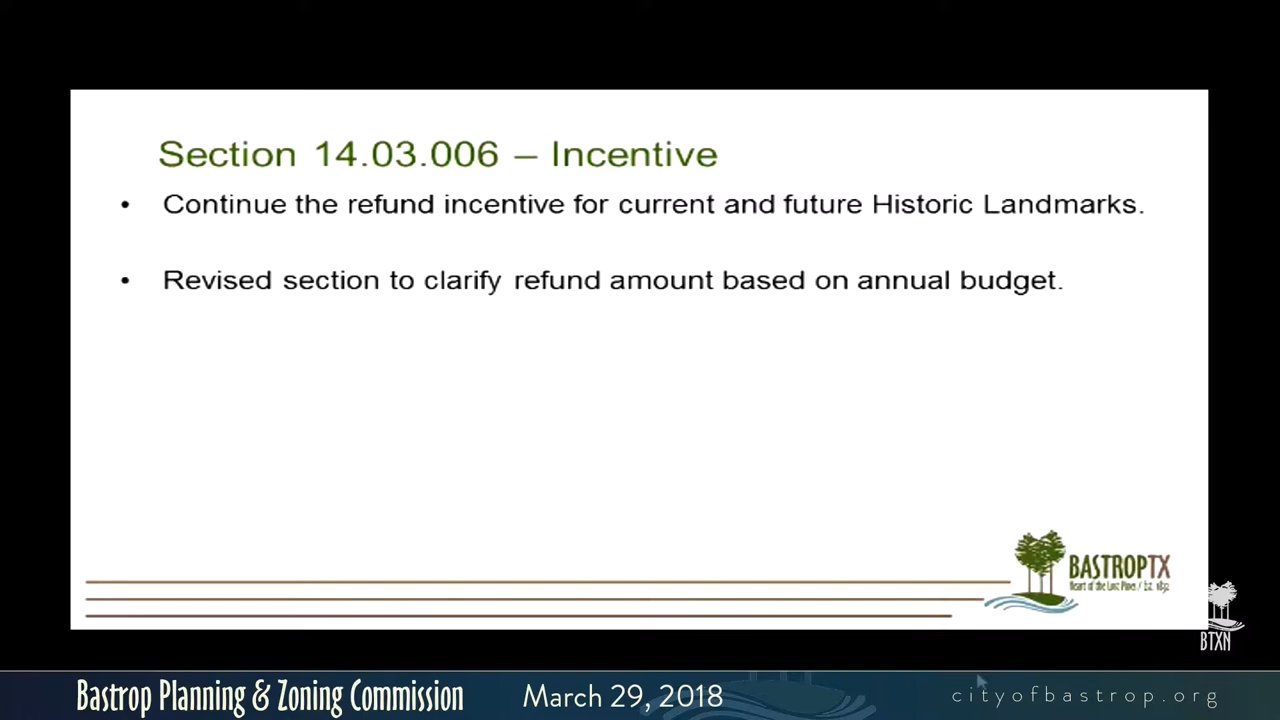 Section 14.03.006 – Incentive
• Continue the refund incentive for current and future Historic Landmarks.
• Revised section to clarify refund amount based on annual budget.
BASTROPTX
Heart of the Lost Pines / Est. 1832
BTXN
Bastrop Planning & Zoning Commission March 29, 2018 cityofbastrop.org